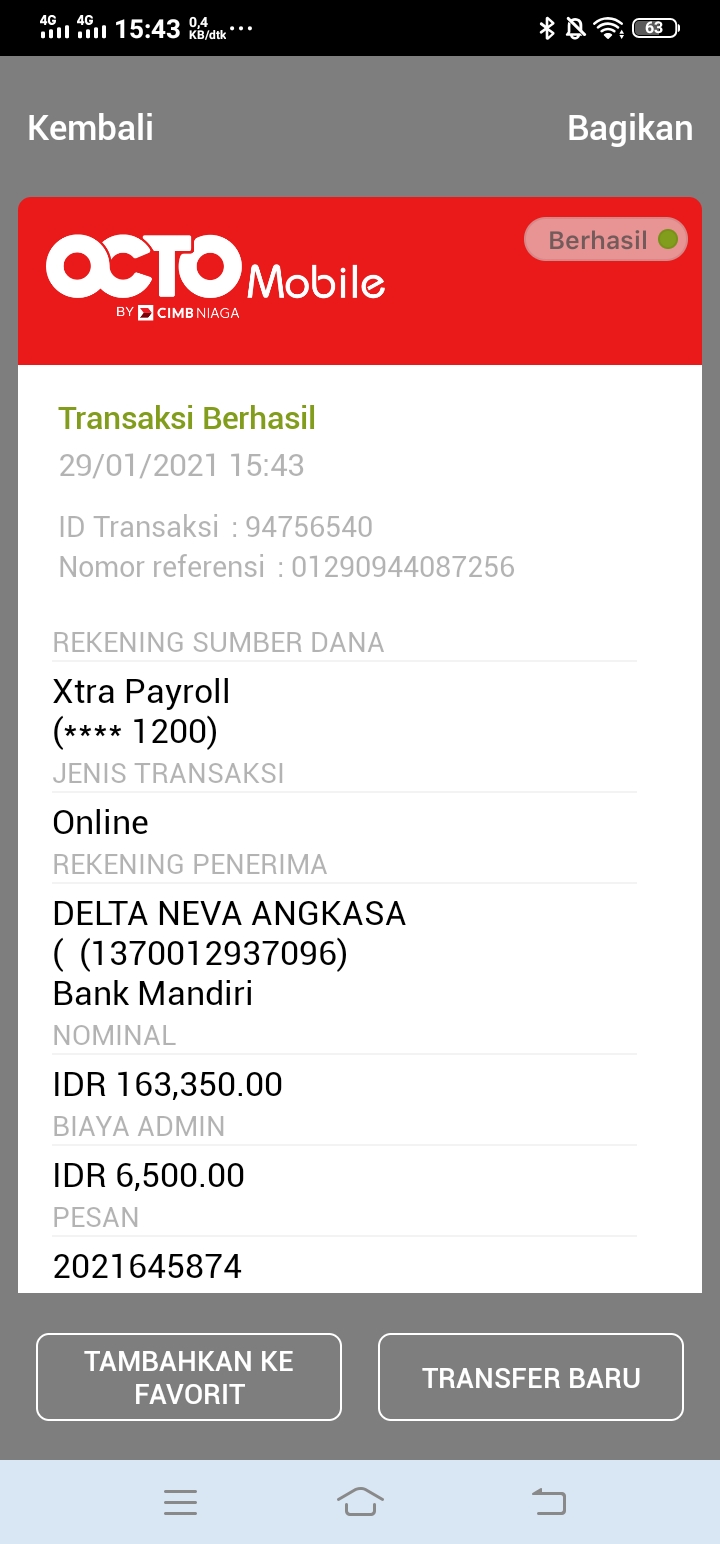 4G 4G 15:43 0,4 KB/dtk ... 63
Kembali Bagikan
OCTO Mobile
BY CIMB NIAGA
Berhasil
Transaksi Berhasil
29/01/2021 15:43
ID Transaksi : 94756540
Nomor referensi : 01290944087256
REKENING SUMBER DANA
Xtra Payroll
(**** 1200)
JENIS TRANSAKSI
Online
REKENING PENERIMA
DELTA NEVA ANGKASA
( (1370012937096)
Bank Mandiri
NOMINAL
IDR 163,350.00
BIAYA ADMIN
IDR 6,500.00
PESAN
2021645874
TAMBAHKAN KE
FAVORIT
TRANSFER BARU